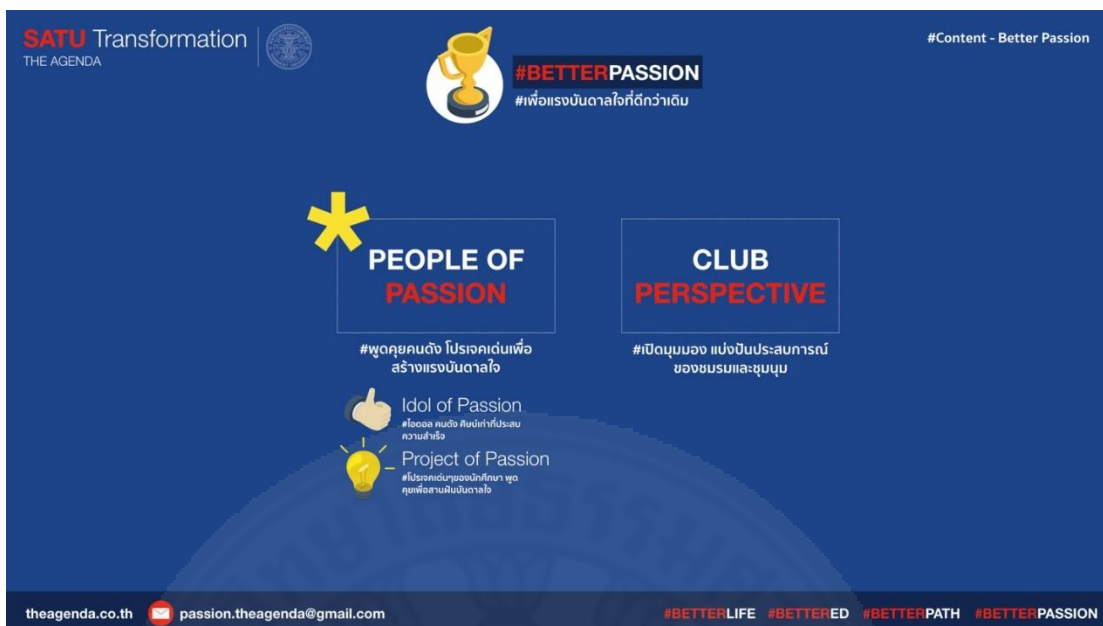 SATU Transformation
THE AGENDA
#Content - Better Passion
#BETTERPASSION
#เพื่อแรงบันดาลใจที่ดีกว่าเดิม
PEOPLE OF
PASSION
#พูดคุยคนดัง โปรเจคเด่นเพื่อ
สร้างแรงบันดาลใจ
Idol of Passion
#ไอดอล คนดัง ศิษย์เก่าที่ประสบ
ความสำเร็จ
Project of Passion
#โปรเจคเด่นๆของนักศึกษา พูด
คุยเพื่อสานฝันบันดาลใจ
CLUB
PERSPECTIVE
#เปิดมุมมอง แบ่งปันประสบการณ์
ของชมรมและชุมนุม
theagenda.co.th passion.theagenda@gmail.com
#BETTERLIFE #BETTERED #BETTERPATH #BETTERPASSION